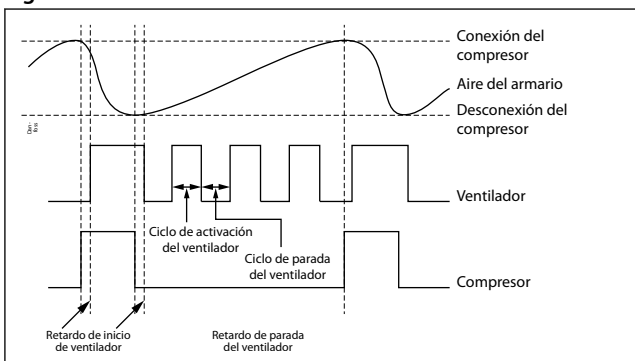 Conexión del
compresor
Aire del armario
Desconexión del
compresor
Ventilador
Ciclo de activación
del ventilador
Ciclo de parada
del ventilador
Compresor
Retardo de inicio
de ventilador
Retardo de parada
del ventilador